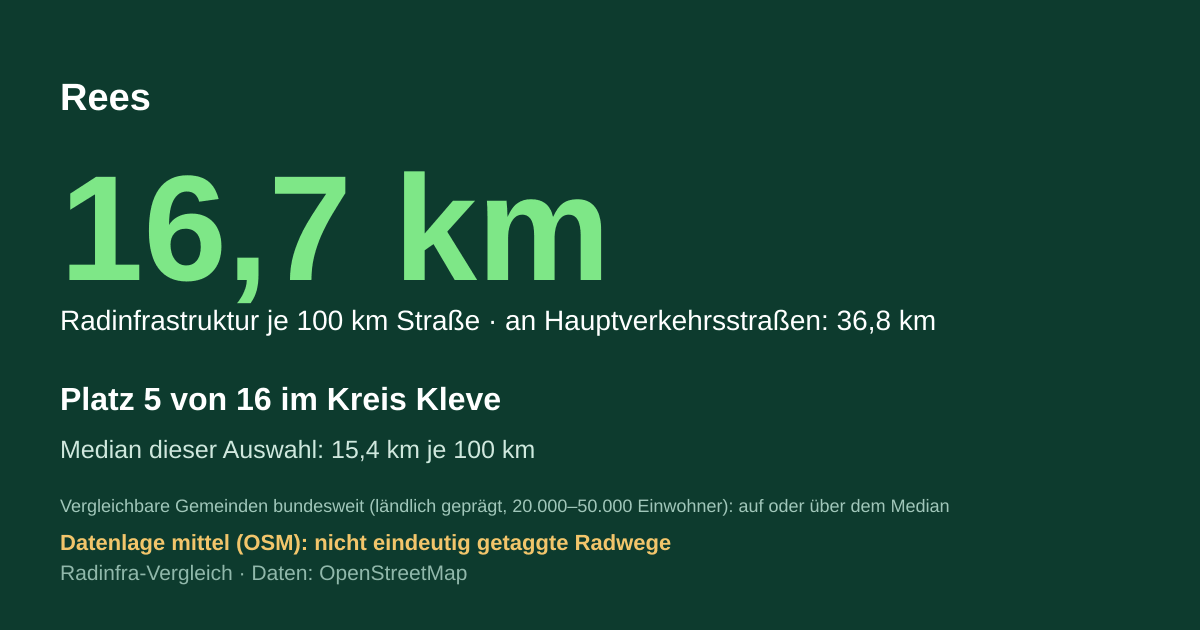 Rees
16,7 km
Radinfrastruktur je 100 km Straße · an Hauptverkehrsstraßen: 36,8 km
Platz 5 von 16 im Kreis Kleve
Median dieser Auswahl: 15,4 km je 100 km
Vergleichbare Gemeinden bundesweit (ländlich geprägt, 20.000–50.000 Einwohner): auf oder über dem Median
Datenlage mittel (OSM): nicht eindeutig getaggte Radwege
Radinfra-Vergleich · Daten: OpenStreetMap